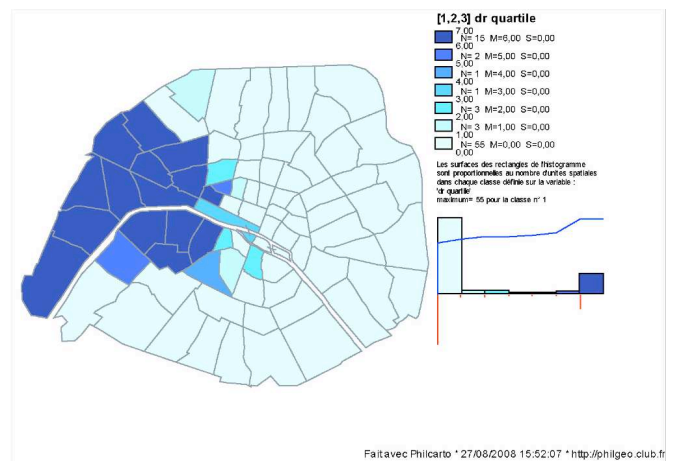 [1,2,3] dr quartile
7,00
N= 15 M=6,00 S=0,00
6,00
N= 2 M=5,00 S=0,00
5,00
N= 1 M=4,00 S=0,00
4,00
N= 1 M=3,00 S=0,00
3,00
N= 3 M=2,00 S=0,00
2,00
N= 3 M=1,00 S=0,00
1,00
N= 55 M=0,00 S=0,00
0,00
Les surfaces des rectangles de l'histogramme
sont proportionnelles au nombre d'unites spatiales
dans chaque classe définie sur la variable :
'dr quartile'
maximum= 55 pour la classe n° 1
Fait avec Philcarto * 27/08/2008 15:52:07 * http://philgeo.club.fr